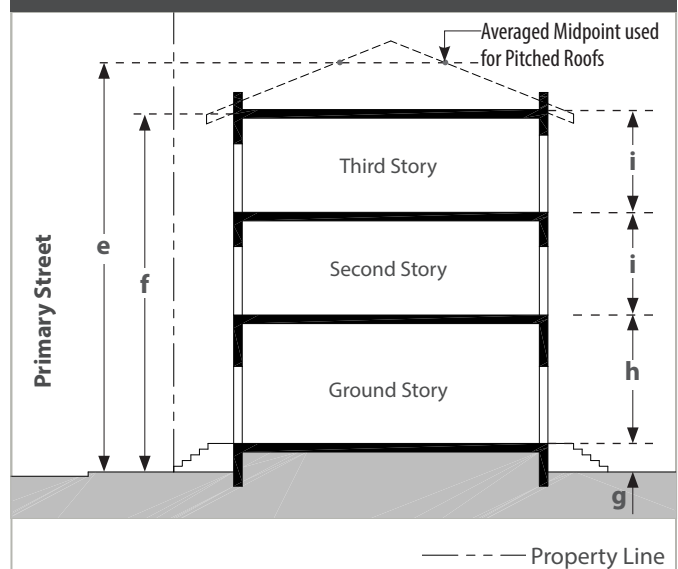 Averaged Midpoint used
for Pitched Roofs
Third Story
i
e
Second Story
i
f
Primary Street
h
Ground Story
g
Property Line